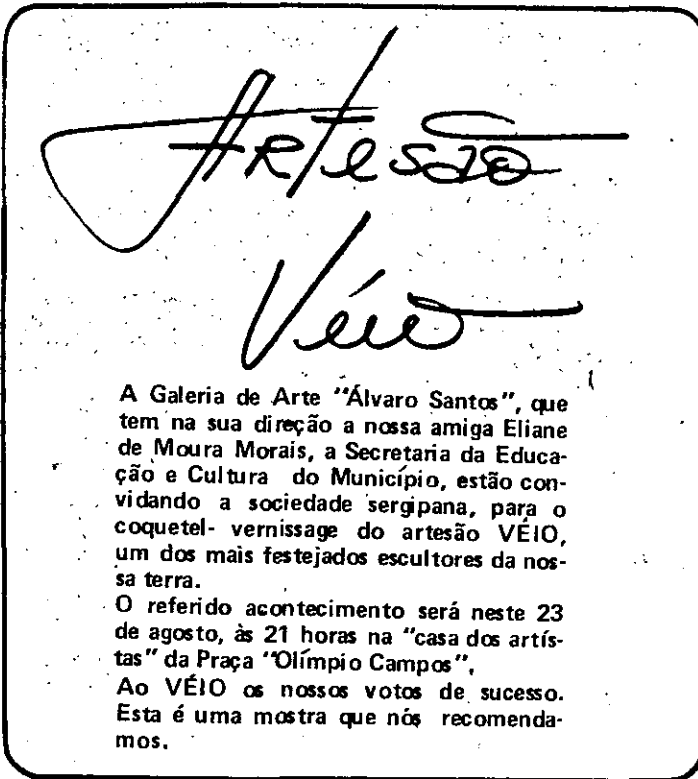 Artesão
Véio
A Galeria de Arte "Álvaro Santos", que
tem na sua direção a nossa amiga Eliane
de Moura Morais, a Secretaria da Educa-
ção e Cultura do Município, estão con-
vidando a sociedade sergipana, para o
coquetel- vernissage do artesão VÉIO,
um dos mais festejados escultores da nos-
sa terra.
O referido acontecimento será neste 23
de agosto, às 21 horas na "casa dos artís-
tas" da Praça "Olímpio Campos",
Ao VÉIO os nossos votos de sucesso.
Esta é uma mostra que nós recomenda-
mos.